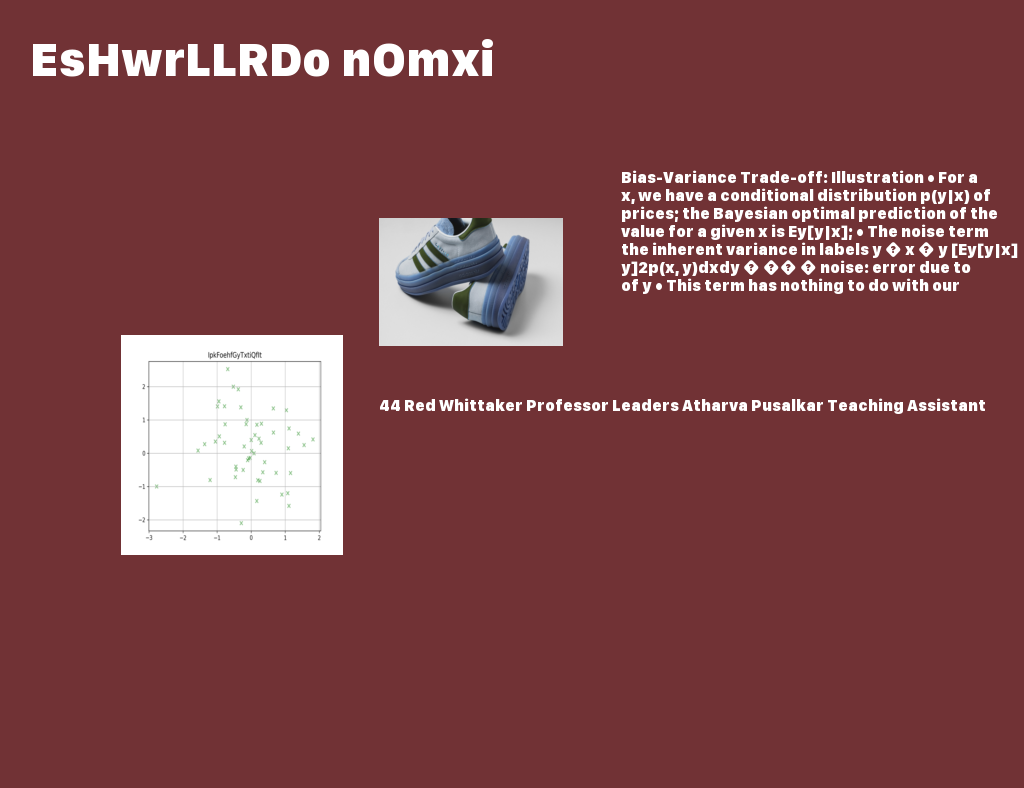 EsHwrLLRDo nOmxi
Bias-Variance Trade-off: Illustration • For a
x, we have a conditional distribution p(y|x) of
prices; the Bayesian optimal prediction of the
value for a given x is Ey[y|x]; • The noise term
the inherent variance in labels y � x � y [Ey[y|x]
y]2p(x, y)dxdy � �� � noise: error due to
of y • This term has nothing to do with our
IpkFoehfGyTxtiQfIt
2
1
0
−1
−2
−3 −2 −1 0 1 2
44 Red Whittaker Professor Leaders Atharva Pusalkar Teaching Assistant